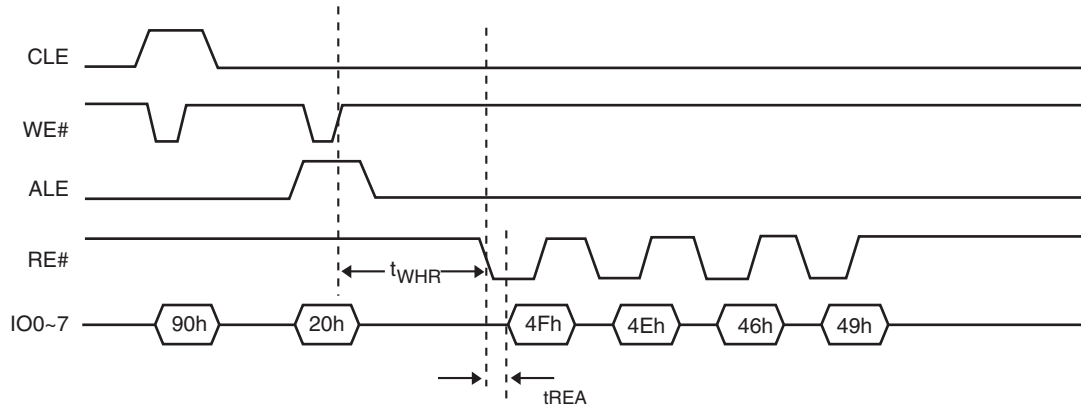 CLE
WE#
ALE
RE#
tWHR
IO0~7 90h 20h 4Fh 4Eh 46h 49h
tREA